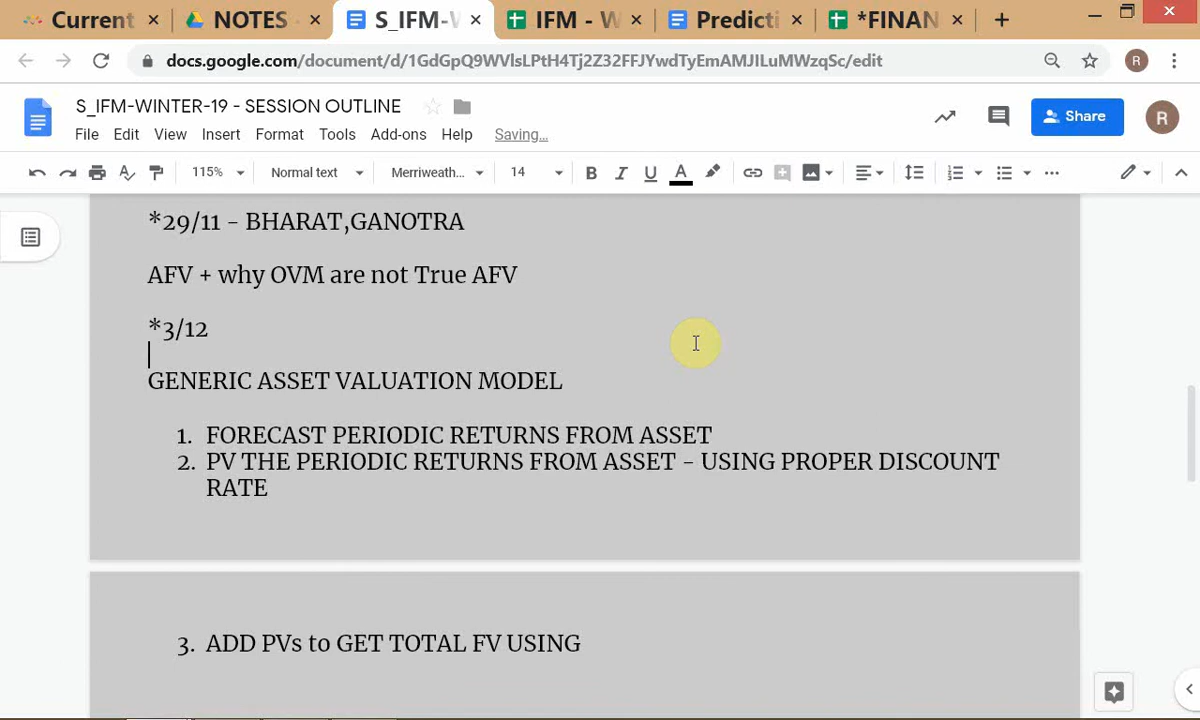 Current × NOTES × S_IFM-W × IFM - W × Predicti × *FINAN × +
docs.google.com/document/d/1GdGpQ9WVlsLPtH4Tj2Z32FFJYwdTyEmAMJILuMWzqSc/edit R
S_IFM-WINTER-19 - SESSION OUTLINE
File Edit View Insert Format Tools Add-ons Help Saving...
Share R
115% Normal text Merriweath... 14 B I U A
*29/11 - BHARAT,GANOTRA
AFV + why OVM are not True AFV
*3/12
GENERIC ASSET VALUATION MODEL
1. FORECAST PERIODIC RETURNS FROM ASSET
2. PV THE PERIODIC RETURNS FROM ASSET - USING PROPER DISCOUNT
RATE
3. ADD PVs to GET TOTAL FV USING